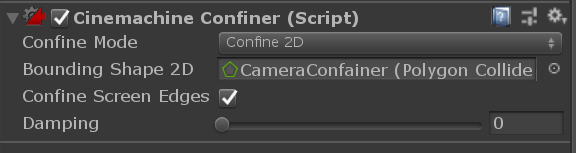 Cinemachine Confiner (Script)
Confine Mode Confine 2D
Bounding Shape 2D CameraConfainer (Polygon Collide
Confine Screen Edges
Damping 0